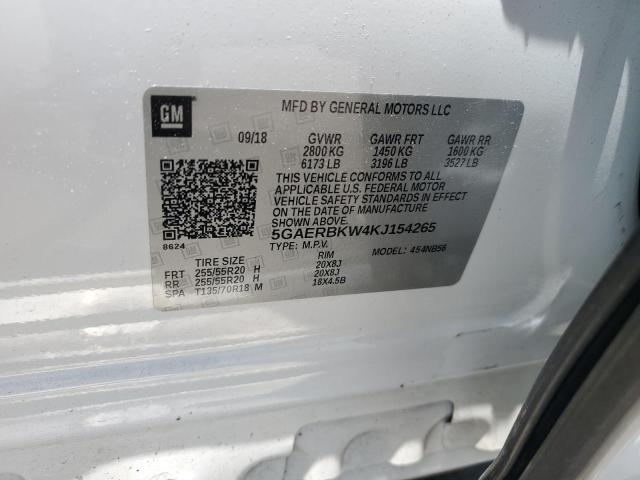 GM
MFD BY GENERAL MOTORS LLC
09/18 GVWR GAWR FRT GAWR RR
2800 KG 1450 KG 1600 KG
6173 LB 3196 LB 3527 LB
THIS VEHICLE CONFORMS TO ALL
APPLICABLE U.S. FEDERAL MOTOR
VEHICLE SAFETY STANDARDS IN
EFFECT ON THE DATE OF MANUFACTURE
SHOWN ABOVE.
5GAERBKW4KJ154265
8624
TYPE: M.P.V. MODEL: 454NB56
TIRE SIZE RIM
FRT 255/55R20 H 20X8J
RR 255/55R20 H 20X8J
SPA T135/70R18 M 18X4.5B